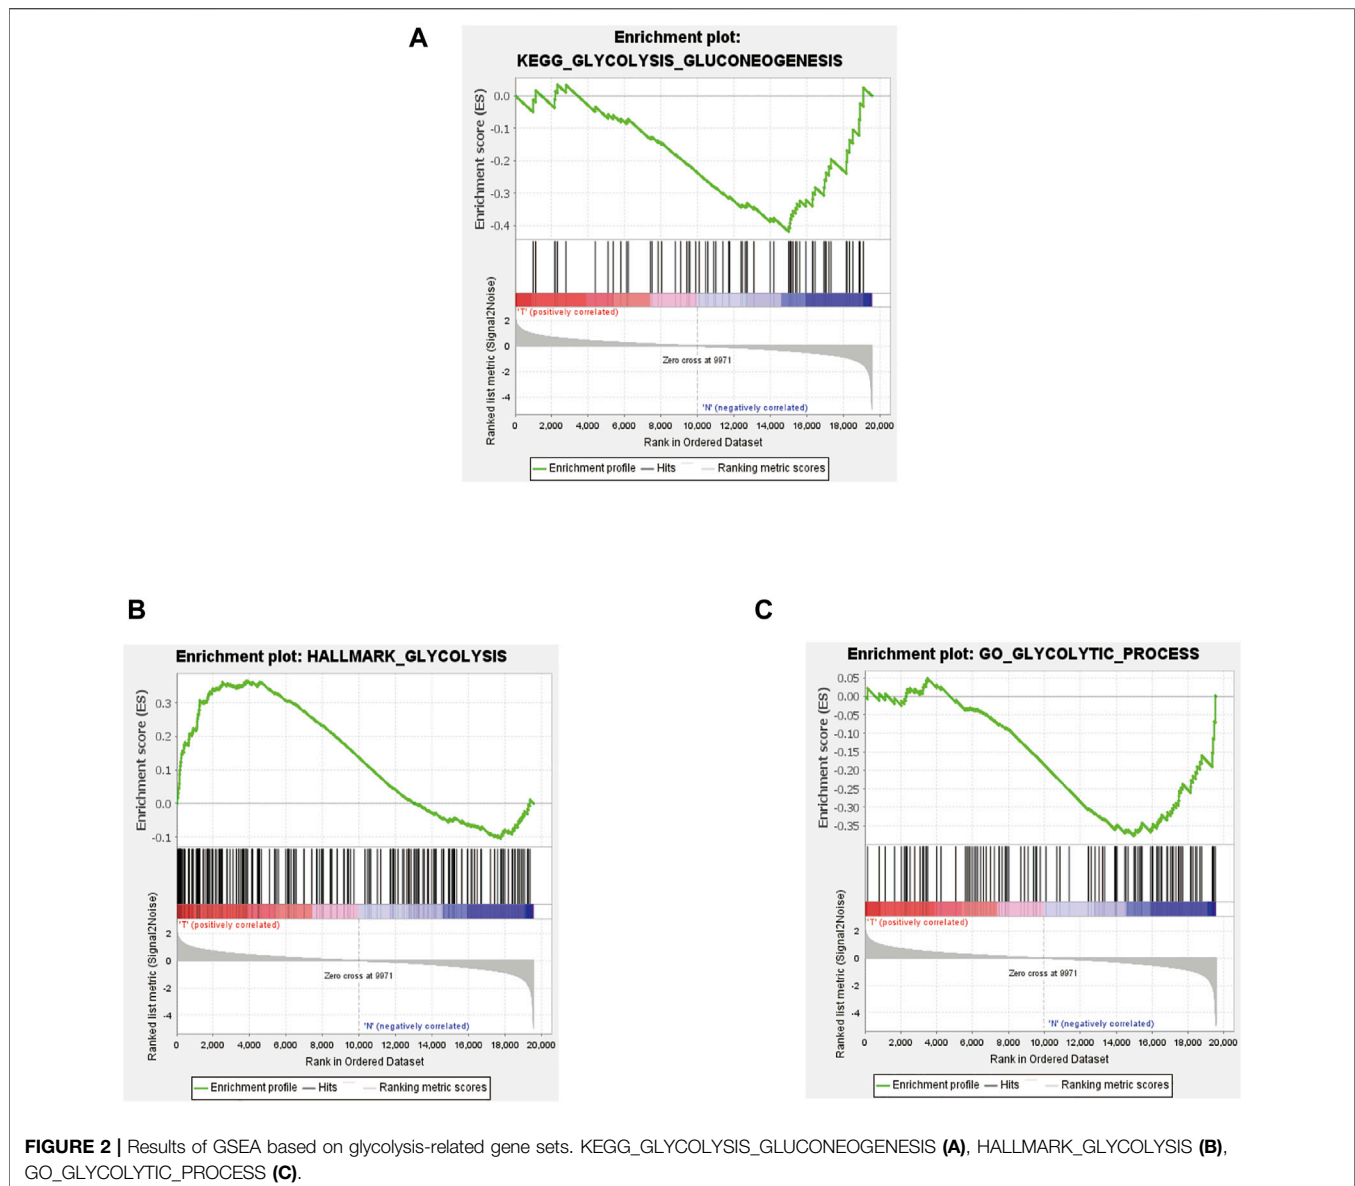 A
Enrichment plot:
KEGG_GLYCOLYSIS_GLUCONEOGENESIS
Enrichment score (ES)
0.0
-0.1
-0.2
-0.3
-0.4
'T' (positively correlated)
Ranked list metric (Signal2Noise)
2
0
-2
-4
Zero cross at 9971
'N' (negatively correlated)
0 2,000 4,000 6,000 8,000 10,000 12,000 14,000 16,000 18,000 20,000
Rank in Ordered Dataset
Enrichment profile Hits Ranking metric scores
B
Enrichment plot: HALLMARK_GLYCOLYSIS
Enrichment score (ES)
0.3
0.2
0.1
0.0
-0.1
'T' (positively correlated)
Ranked list metric (Signal2Noise)
2
0
-2
-4
Zero cross at 9971
'N' (negatively correlated)
0 2,000 4,000 6,000 8,000 10,000 12,000 14,000 16,000 18,000 20,000
Rank in Ordered Dataset
Enrichment profile Hits Ranking metric scores
C
Enrichment plot: GO_GLYCOLYTIC_PROCESS
Enrichment score (ES)
0.05
0.00
-0.05
-0.10
-0.15
-0.20
-0.25
-0.30
-0.35
'T' (positively correlated)
Ranked list metric (Signal2Noise)
2
0
-2
-4
Zero cross at 9971
'N' (negatively correlated)
0 2,000 4,000 6,000 8,000 10,000 12,000 14,000 16,000 18,000 20,000
Rank in Ordered Dataset
Enrichment profile Hits Ranking metric scores
FIGURE 2 | Results of GSEA based on glycolysis-related gene sets. KEGG_GLYCOLYSIS_GLUCONEOGENESIS (A), HALLMARK_GLYCOLYSIS (B),
GO_GLYCOLYTIC_PROCESS (C).